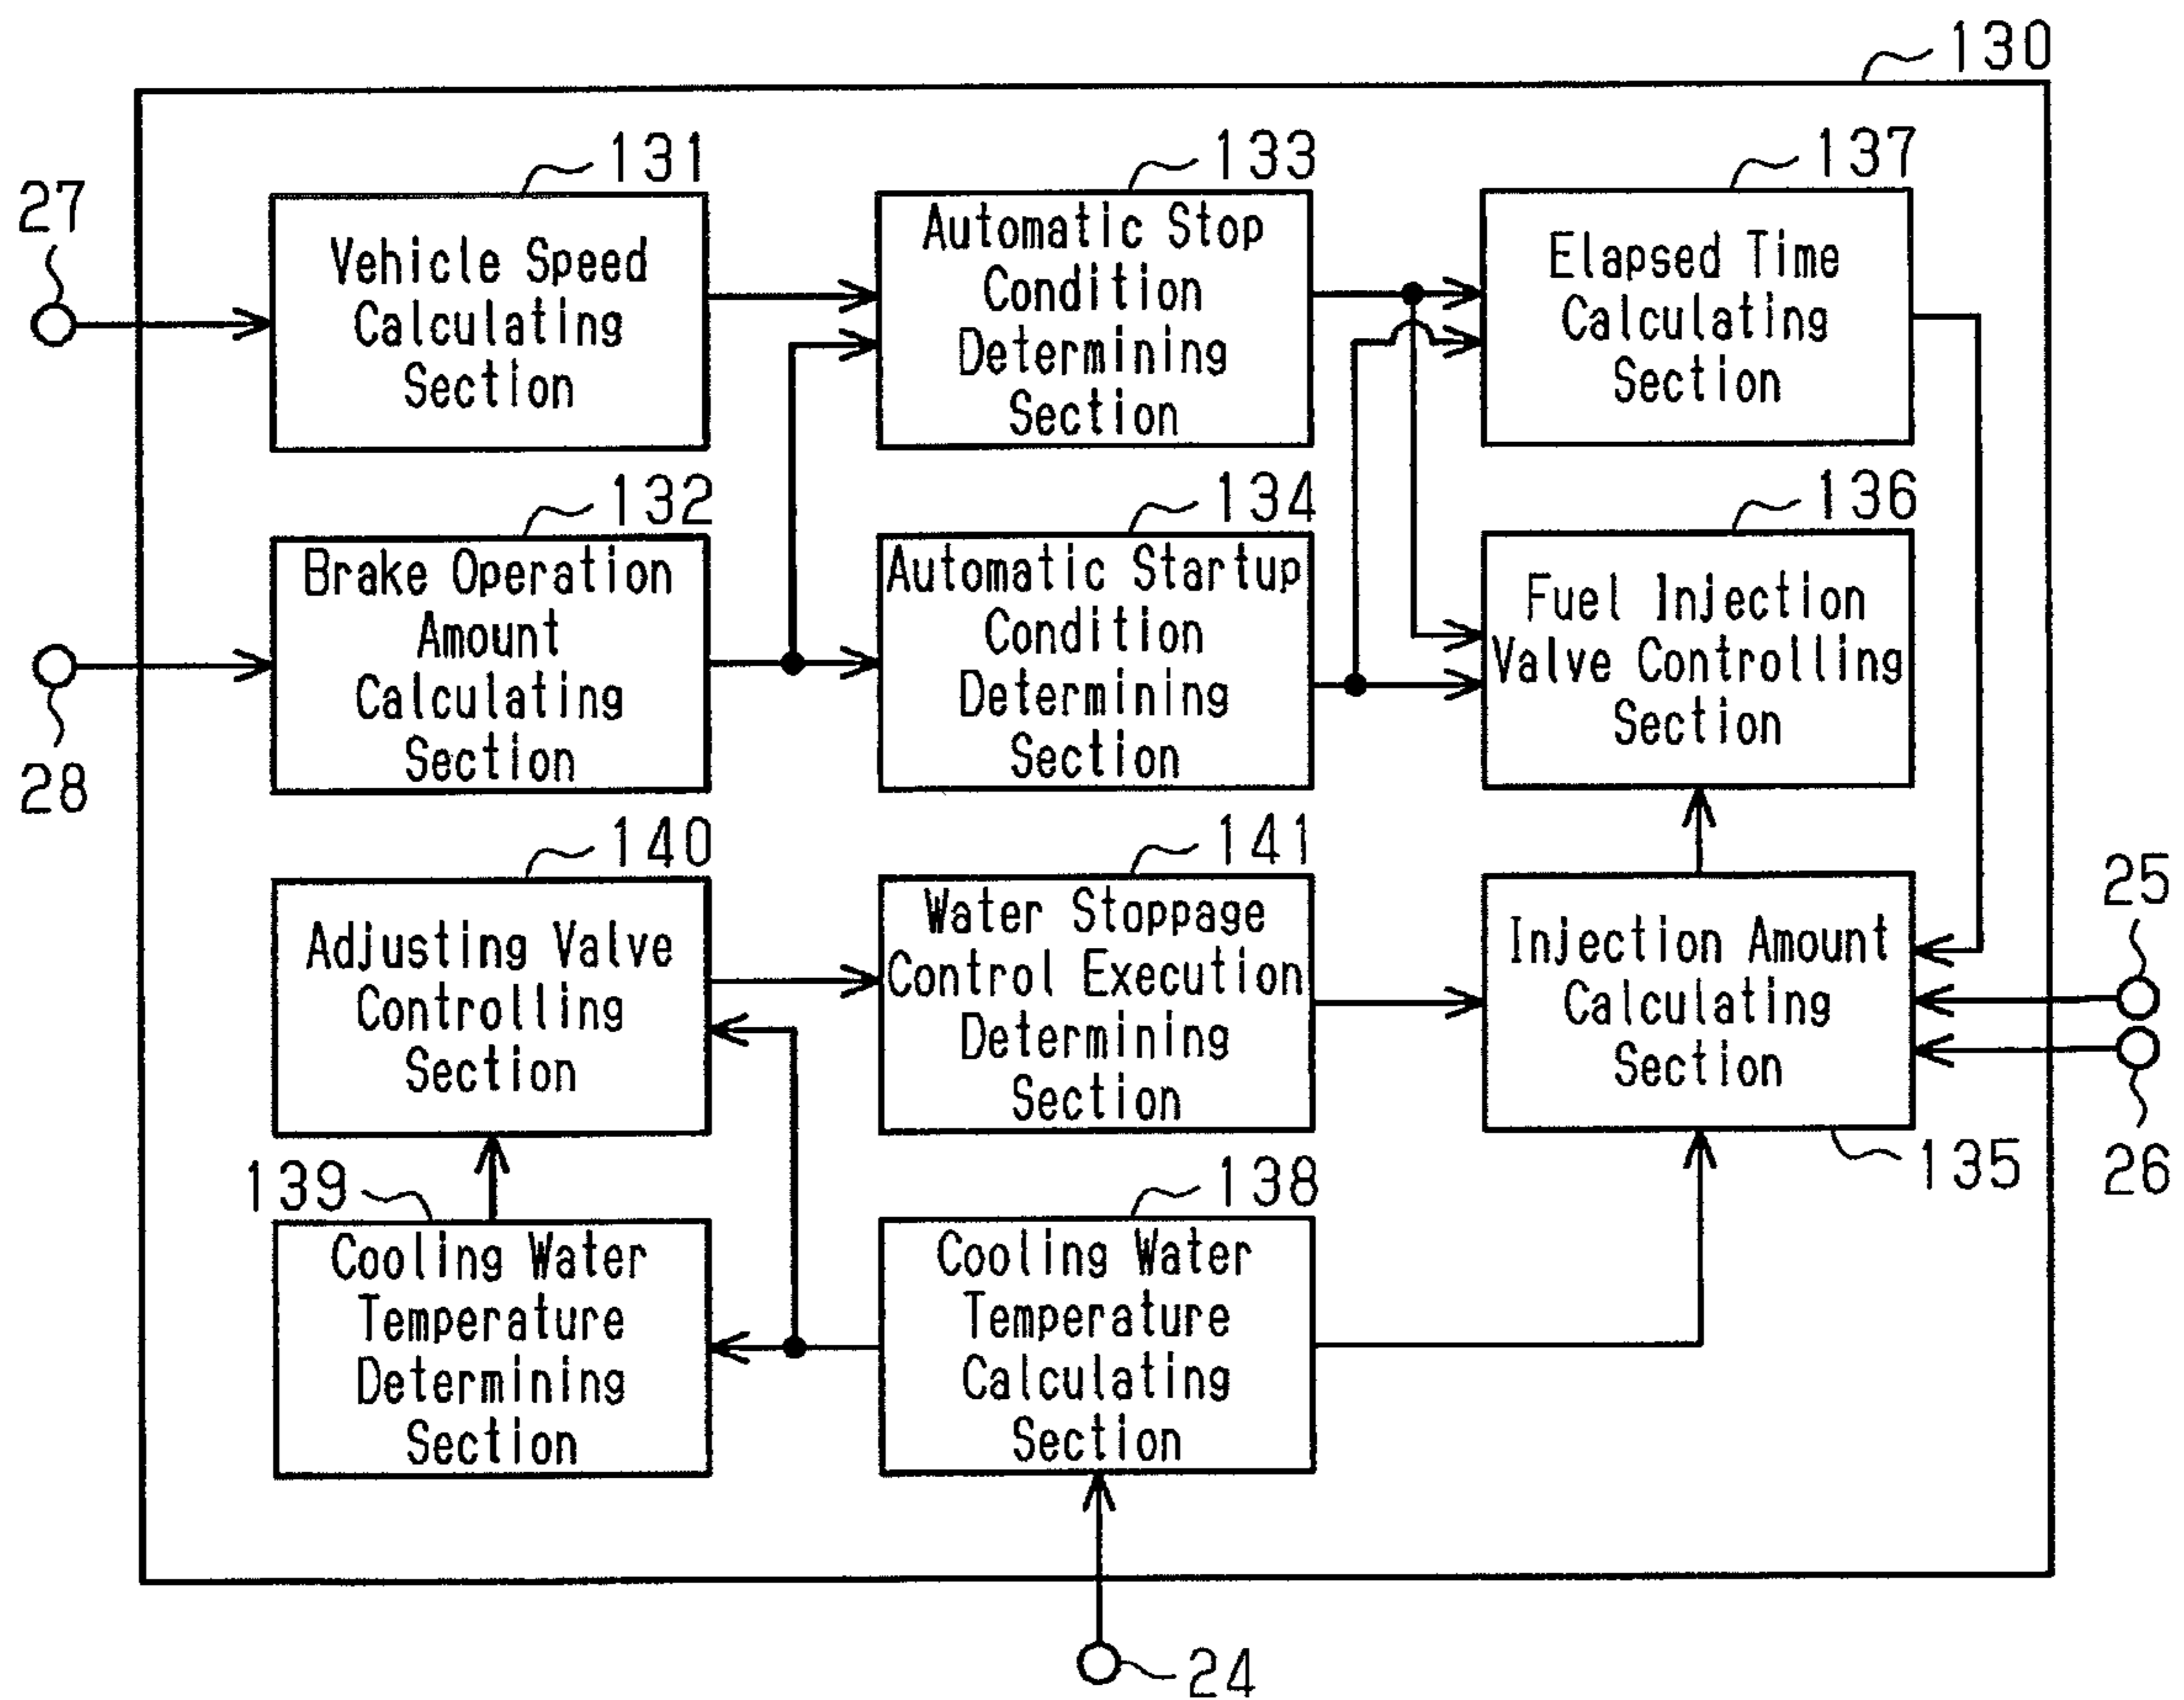 130
131
133
137
27
Vehicle Speed
Calculating
Section
Automatic Stop
Condition
Determining
Section
Elapsed Time
Calculating
Section
132
134
136
28
Brake Operation
Amount
Calculating
Section
Automatic Startup
Condition
Determining
Section
Fuel Injection
Valve Controlling
Section
140
141
25
Adjusting Valve
Controlling
Section
Water Stoppage
Control Execution
Determining
Section
Injection Amount
Calculating
Section
26
139
138
135
Cooling Water
Temperature
Determining
Section
Cooling Water
Temperature
Calculating
Section
24